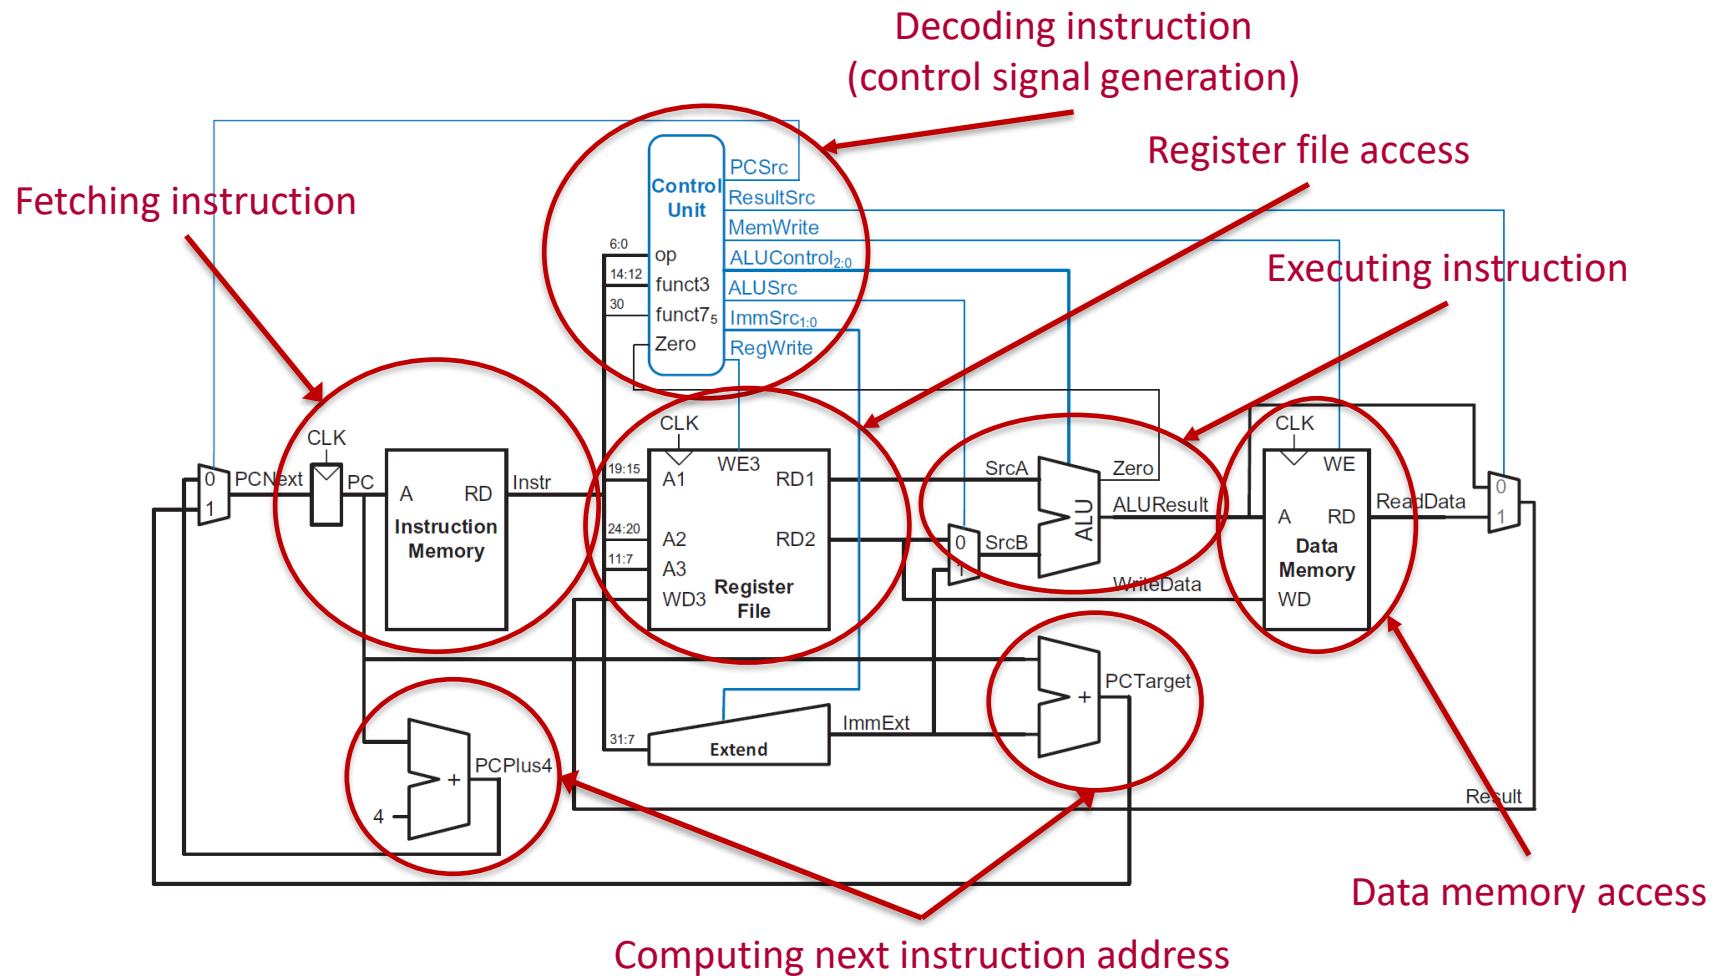 Decoding instruction
(control signal generation)
Register file access
Fetching instruction
Executing instruction
PCSrc
Control
Unit
ResultSrc
MemWrite
6:0
op
ALUControl2:0
14:12
funct3
ALUSrc
30
funct75
ImmSrc1:0
Zero
RegWrite
CLK
CLK
CLK
0
1
PCNext
PC
A
RD
Instruction
Memory
Instr
19:15
A1
WE3
RD1
24:20
A2
RD2
11:7
A3
WD3
Register
File
SrcA
0
1
SrcB
ALU
Zero
ALUResult
WriteData
WE
A
RD
Data
Memory
WD
ReadData
0
1
+
PCTarget
31:7
Extend
ImmExt
+
PCPlus4
4
Result
Data memory access
Computing next instruction address